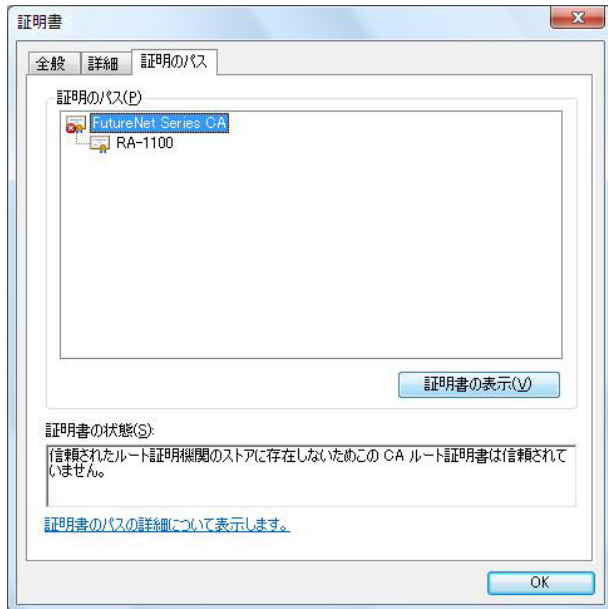 証明書
全般 詳細 証明のパス
証明のパス(P)
FutureNet Series CA
RA-1100
証明書の表示(V)
証明書の状態(S):
信頼されたルート証明機関のストアに存在しないためこの CA ルート証明書は信頼されて
いません。
証明書のパスの詳細について表示します。
OK